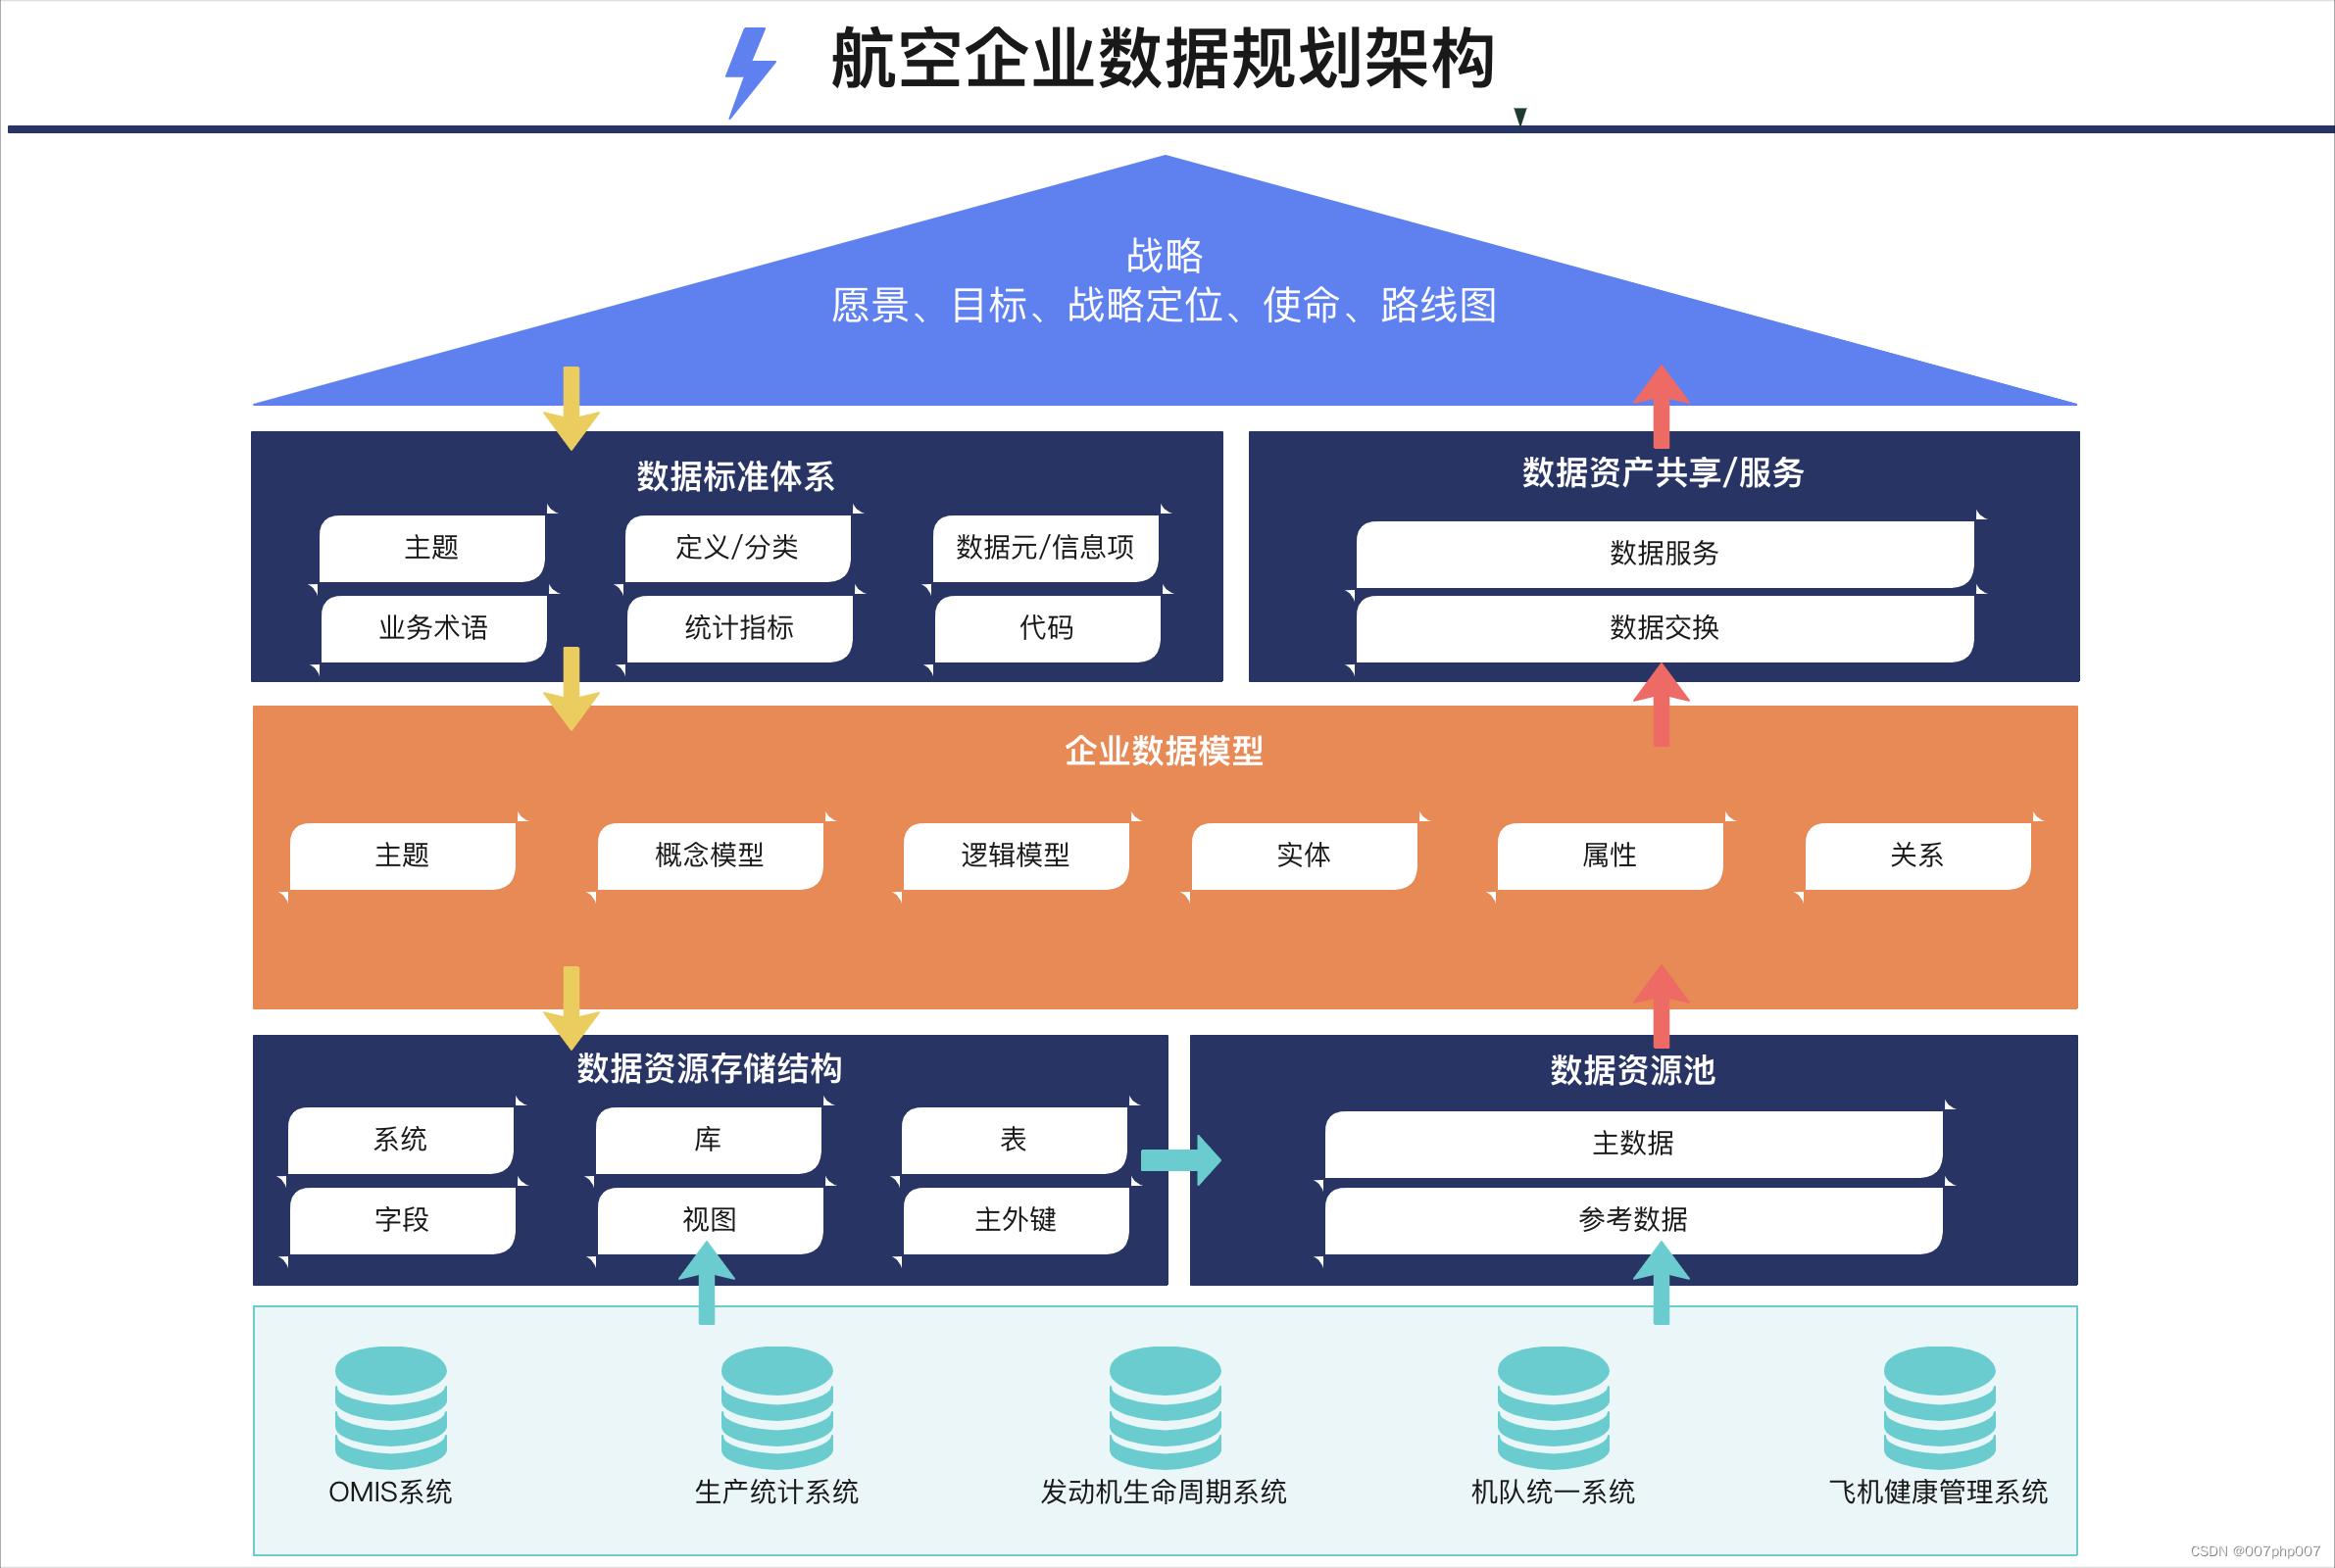 航空企业数据规划架构
战略
愿景、目标、战略定位、使命、路线图
数据标准体系
主题
定义/分类
数据元/信息项
业务术语
统计指标
代码
数据资产共享/服务
数据服务
数据交换
企业数据模型
主题
概念模型
逻辑模型
实体
属性
关系
数据资源存储结构
系统
库
表
字段
视图
主外键
数据资源池
主数据
参考数据
OMIS系统
生产统计系统
发动机生命周期系统
机队统一系统
飞机健康管理系统
CSDN @007php007